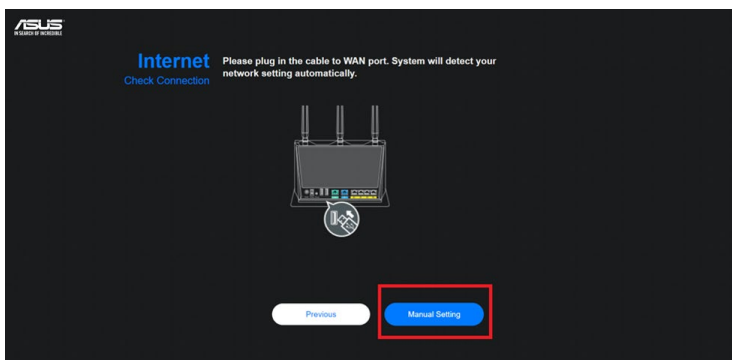 ASUS
IN SEARCH OF INCREDIBLE
Internet
Check Connection
Please plug in the cable to WAN port. System will detect your
network setting automatically.
Previous
Manual Setting